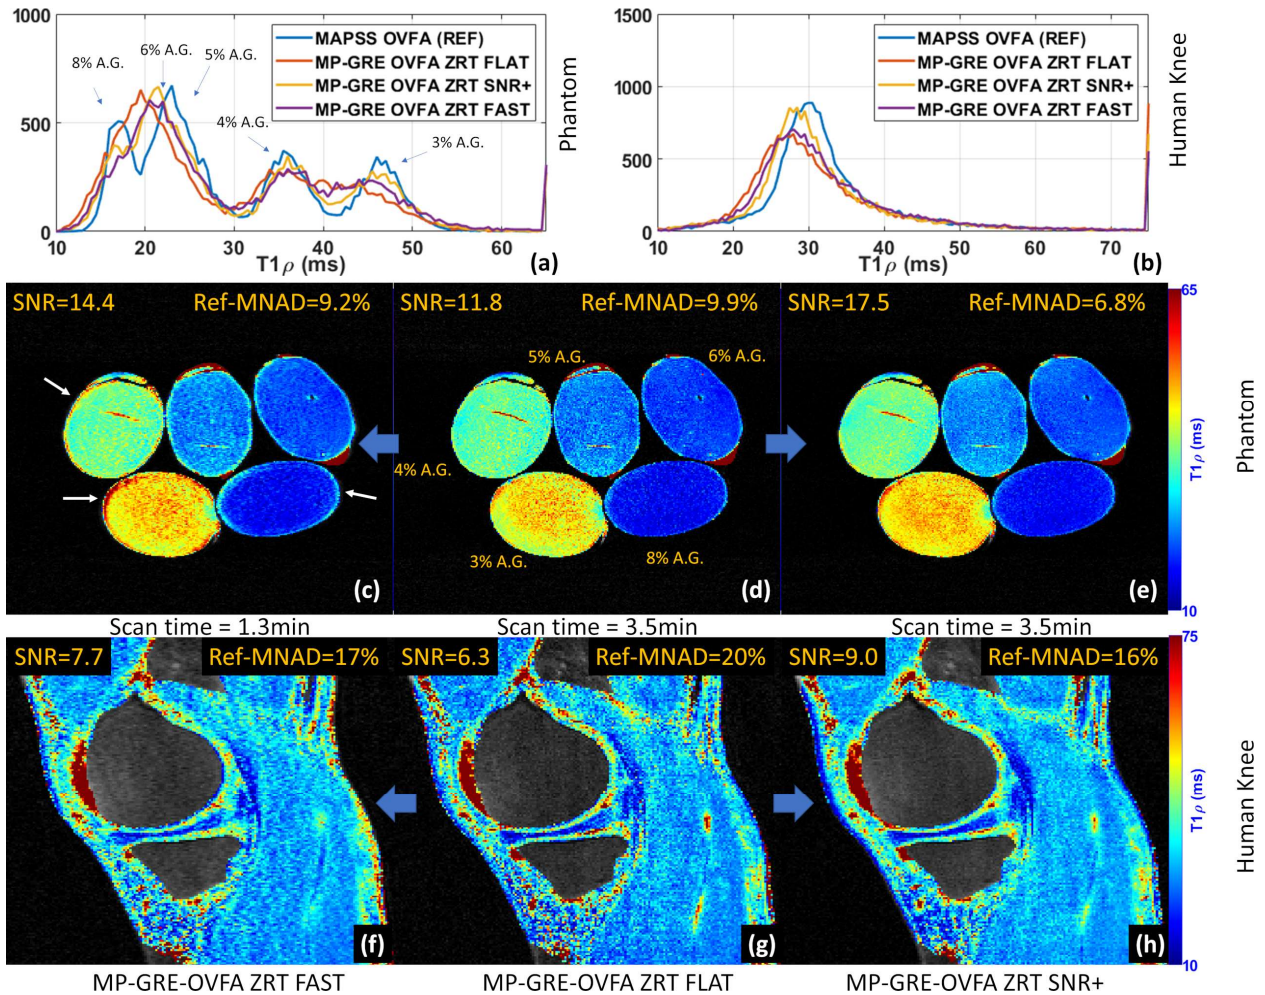 1000
500
0
10
20
30
40
50
60
T1ρ (ms)
(a)
8% A.G.
6% A.G.
5% A.G.
4% A.G.
3% A.G.
MAPSS OVFA (REF)
MP-GRE OVFA ZRT FLAT
MP-GRE OVFA ZRT SNR+
MP-GRE OVFA ZRT FAST
Phantom
1500
1000
500
0
10
20
30
40
50
60
70
T1ρ (ms)
(b)
MAPSS OVFA (REF)
MP-GRE OVFA ZRT FLAT
MP-GRE OVFA ZRT SNR+
MP-GRE OVFA ZRT FAST
Human Knee
SNR=14.4 Ref-MNAD=9.2%
(c)
SNR=11.8 Ref-MNAD=9.9%
5% A.G.
6% A.G.
4% A.G.
3% A.G.
8% A.G.
(d)
SNR=17.5 Ref-MNAD=6.8%
(e)
65
T1ρ (ms)
10
Phantom
Scan time = 1.3min
Scan time = 3.5min
Scan time = 3.5min
SNR=7.7 Ref-MNAD=17%
(f)
SNR=6.3 Ref-MNAD=20%
(g)
SNR=9.0 Ref-MNAD=16%
(h)
75
T1ρ (ms)
10
Human Knee
MP-GRE-OVFA ZRT FAST
MP-GRE-OVFA ZRT FLAT
MP-GRE-OVFA ZRT SNR+